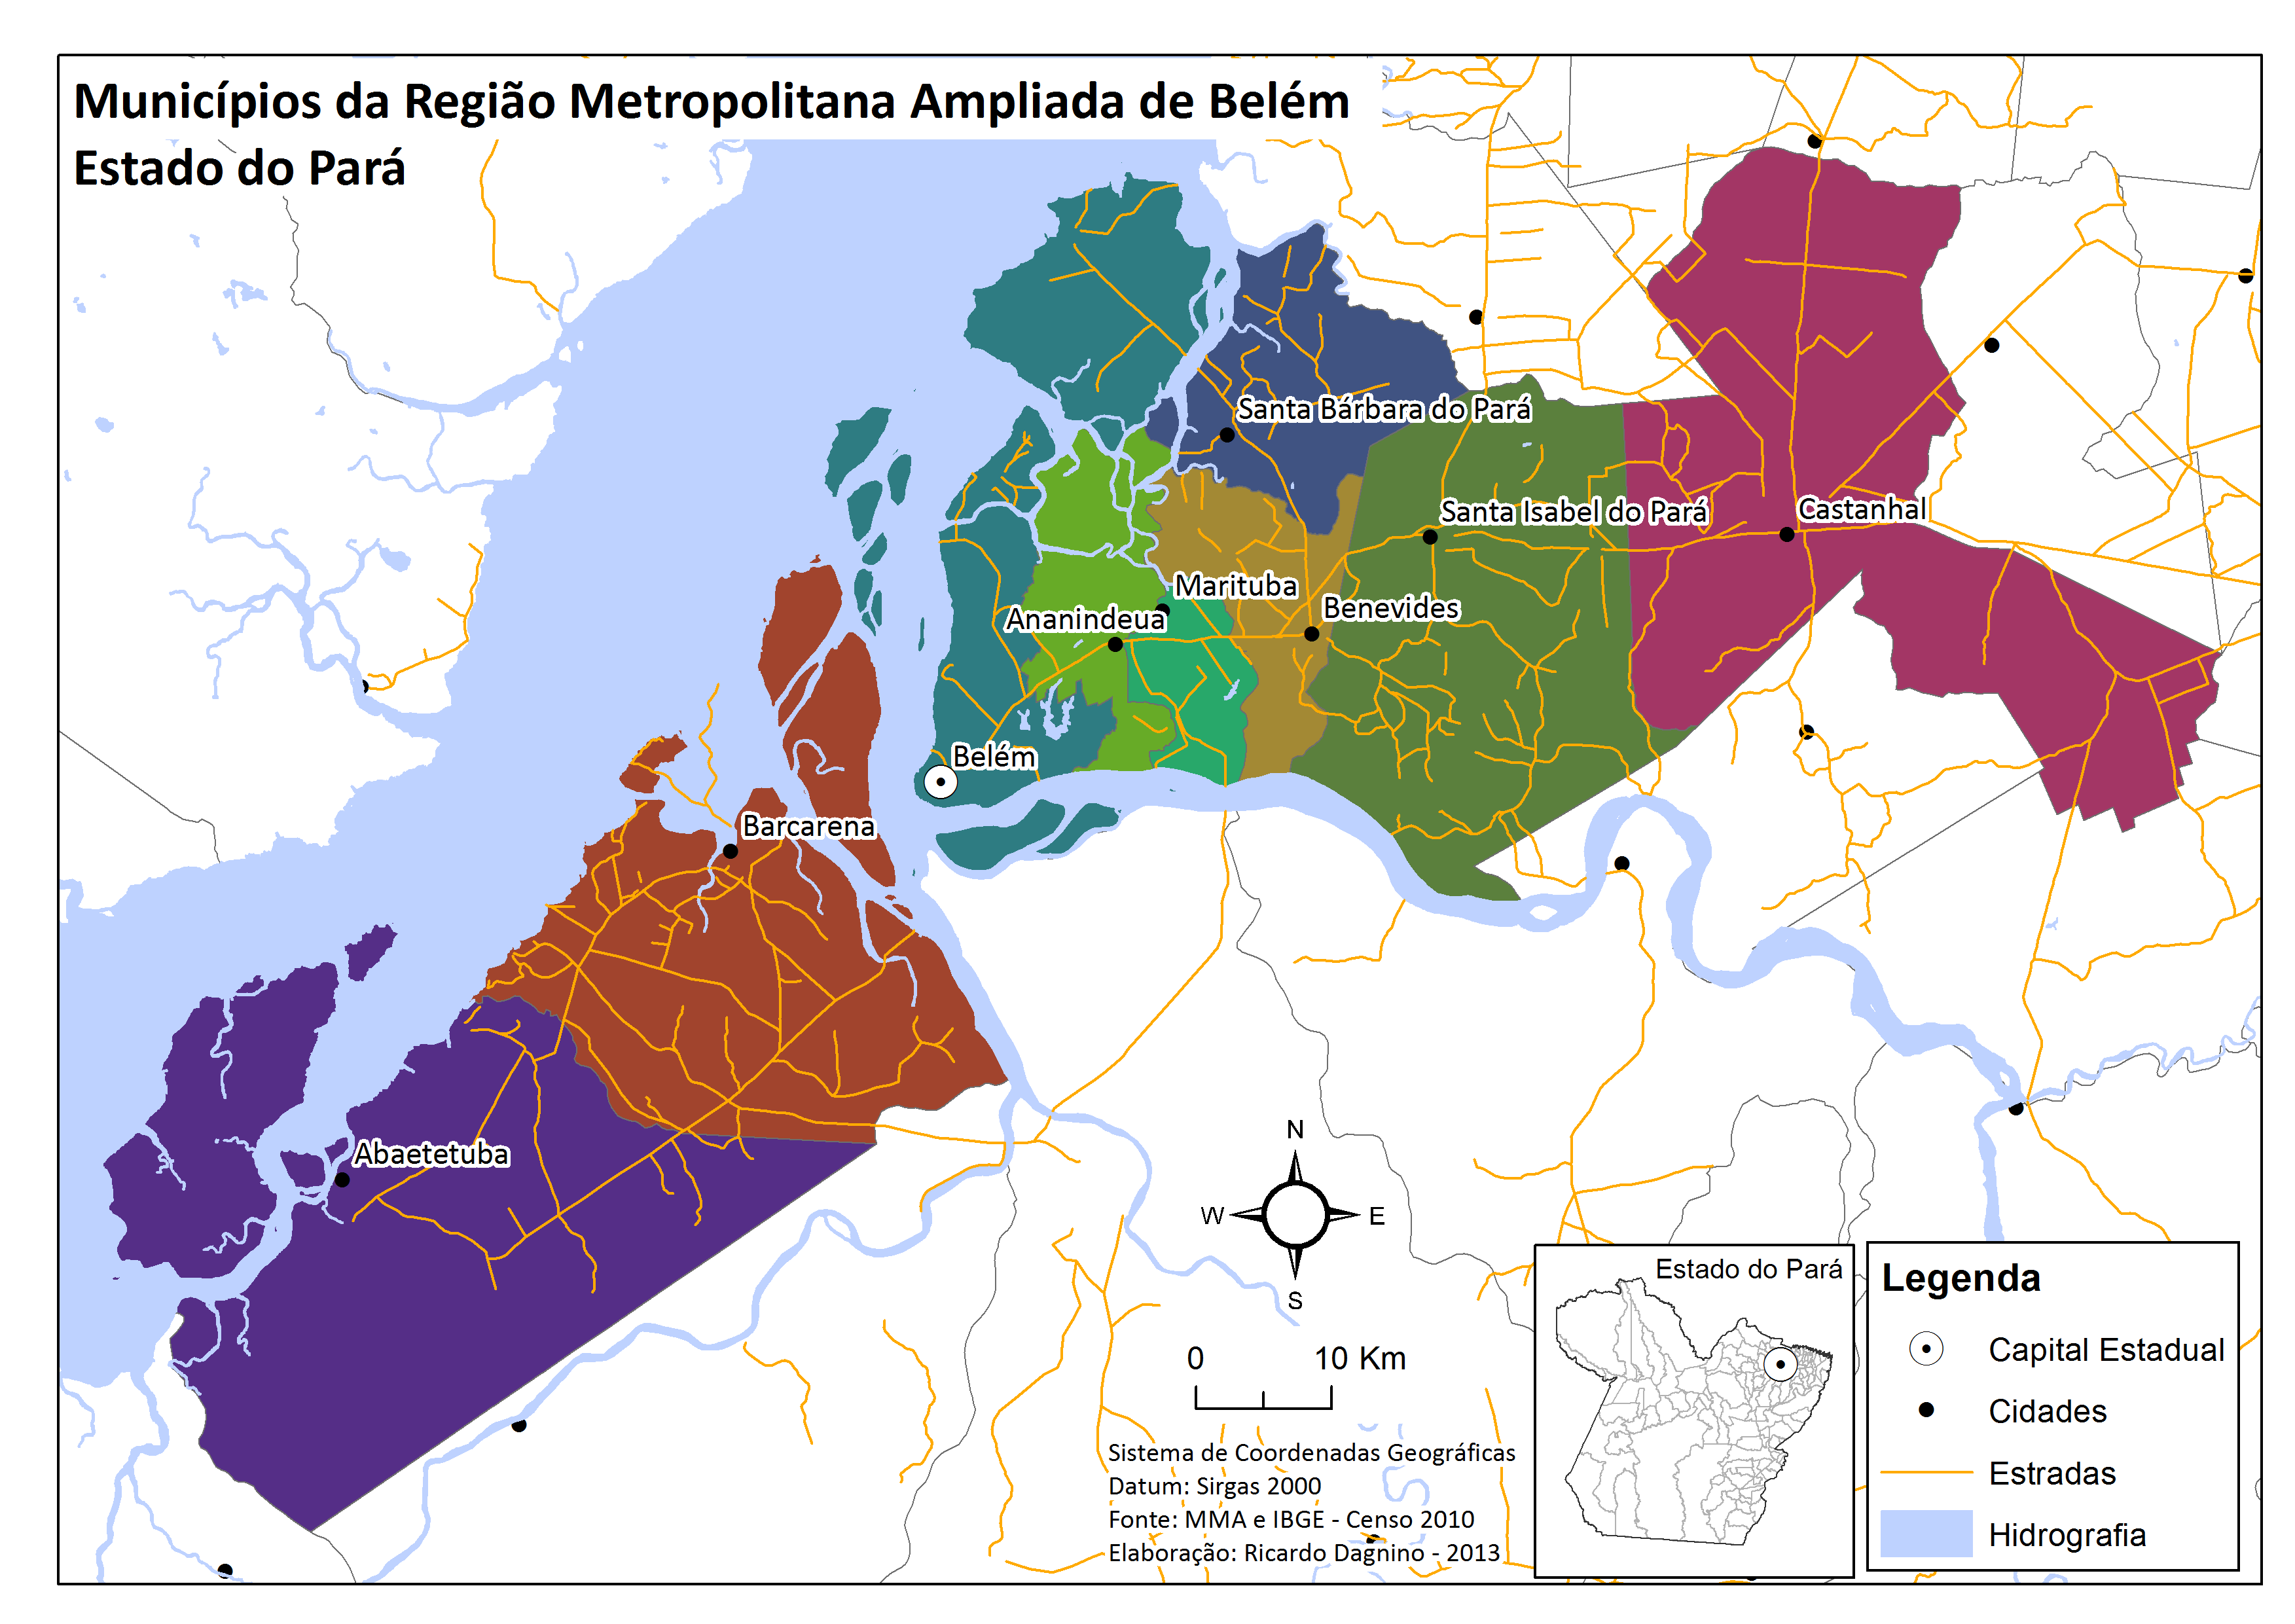 Municípios da Região Metropolitana Ampliada de Belém
Estado do Pará
Santa Bárbara do Pará
Santa Isabel do Pará
Castanhal
Marituba
Ananindeua
Benevides
Belém
Barcarena
Abaetetuba
N
W
E
S
0
10 Km
Sistema de Coordenadas Geográficas
Datum: Sirgas 2000
Fonte: MMA e IBGE - Censo 2010
Elaboração: Ricardo Dagnino - 2013
Estado do Pará
Legenda
Capital Estadual
Cidades
Estradas
Hidrografia